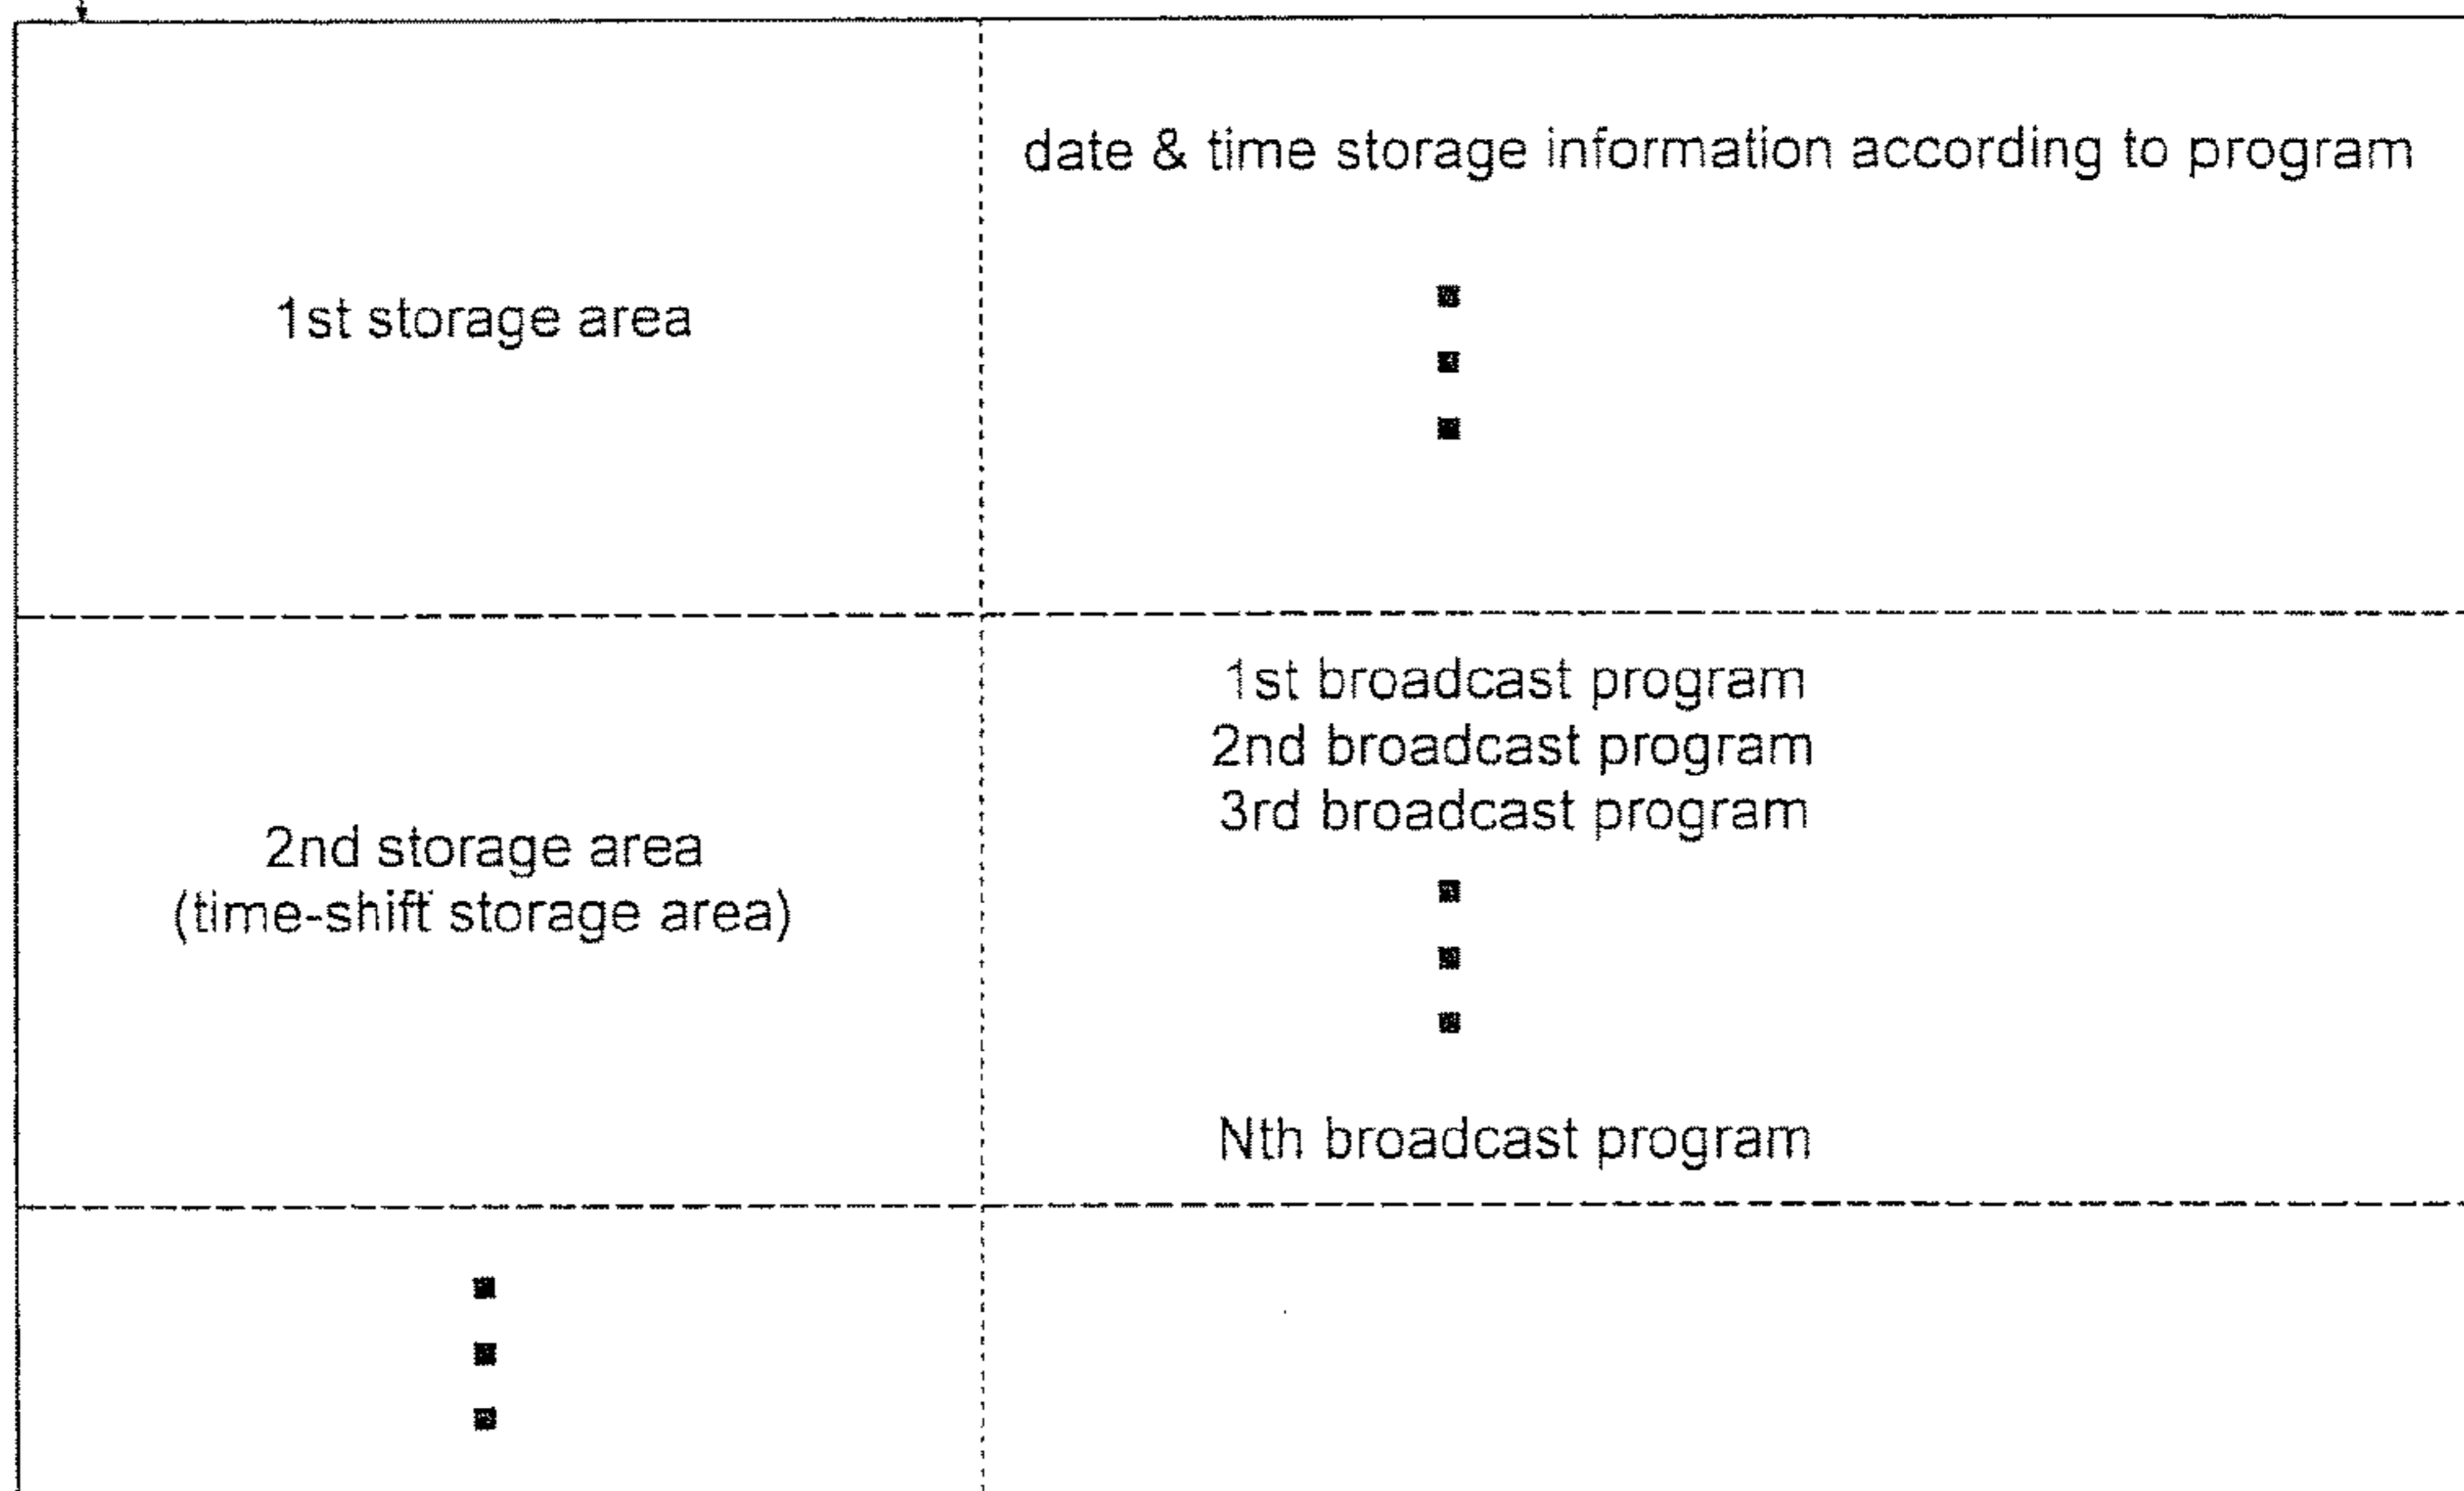 date & time storage information according to program
1st storage area
1st broadcast program
2nd broadcast program
3rd broadcast program
2nd storage area
(time-shift storage area)
Nth broadcast program